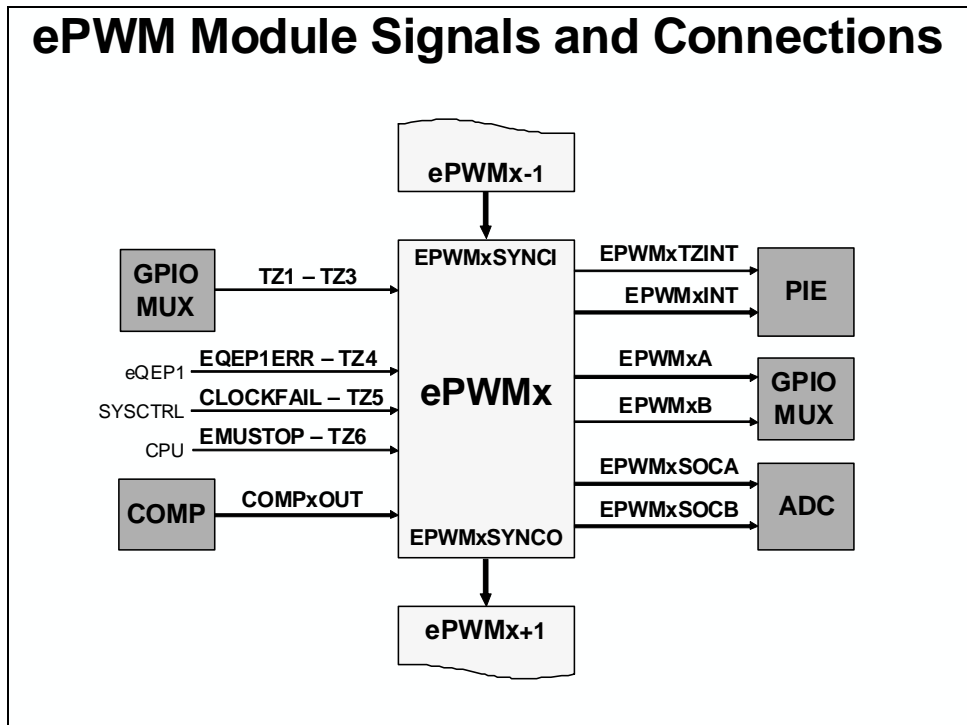 ePWM Module Signals and Connections
ePWMx-1
EPWMxSYNCI
GPIO
MUX
TZ1 – TZ3
EPWMxTZINT
EPWMxINT
PIE
eQEP1
EQEP1ERR – TZ4
SYSCTRL
CLOCKFAIL – TZ5
CPU
EMUSTOP – TZ6
ePWMx
EPWMxA
EPWMxB
GPIO
MUX
COMP
COMPxOUT
EPWMxSOCA
EPWMxSOCB
ADC
EPWMxSYNCO
ePWMx+1